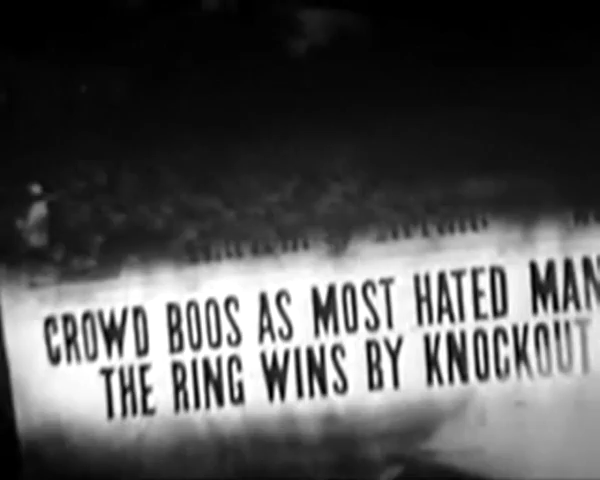 CROWD BOOS AS MOST HATED MAN
THE RING WINS BY KNOCKOUT